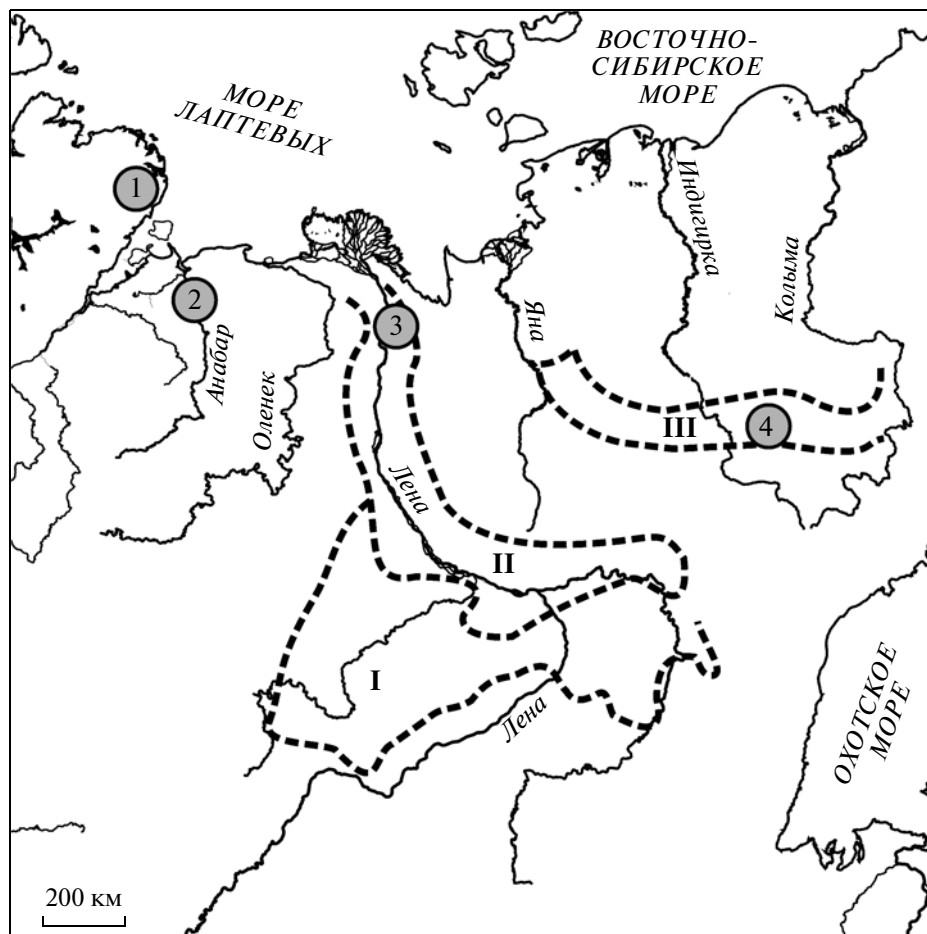 ВОСТОЧНО-
СИБИРСКОЕ
МОРЕ
МОРЕ
ЛАПТЕВЫХ
1
2
3
4
Индигирка
Колыма
Яна
Анабар
Оленек
Лена
III
II
I
Лена
ОХОТСКОЕ
МОРЕ
200 км